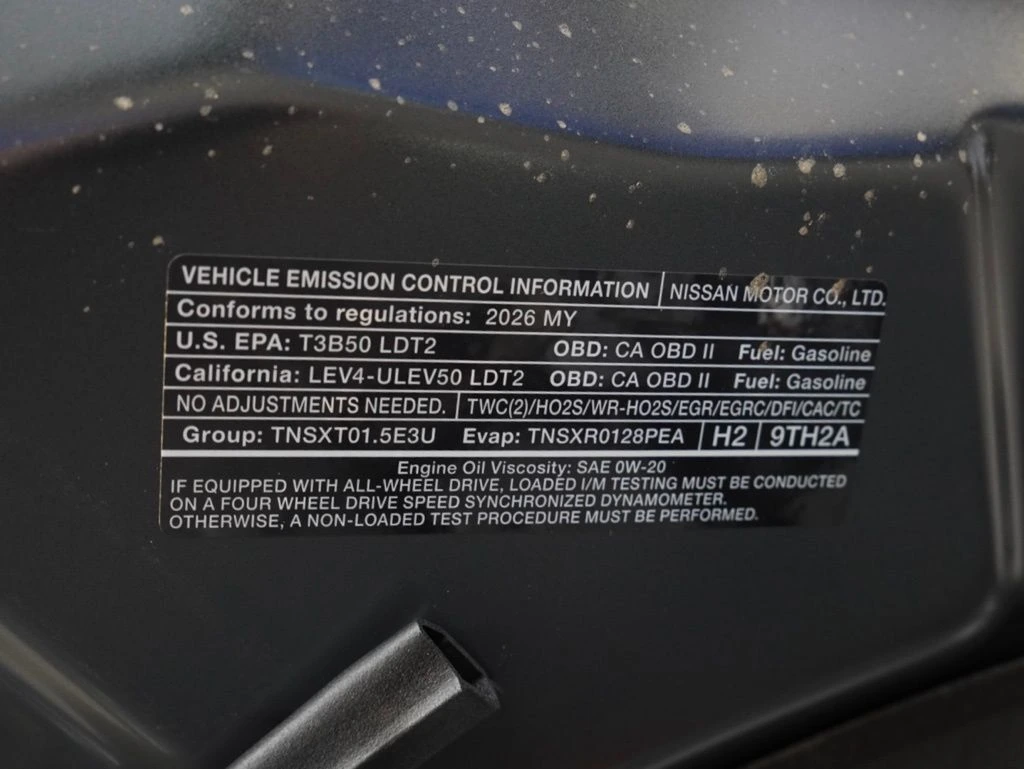 VEHICLE EMISSION CONTROL INFORMATION NISSAN MOTOR CO., LTD.
Conforms to regulations: 2026 MY
U.S. EPA: T3B50 LDT2 OBD: CA OBD II Fuel: Gasoline
California: LEV4-ULEV50 LDT2 OBD: CA OBD II Fuel: Gasoline
NO ADJUSTMENTS NEEDED. TWC(2)/HO2S/WR-HO2S/EGR/EGRC/DFI/CAC/TC
Group: TNSXT01.5E3U Evap: TNSXR0128PEA H2 9TH2A
Engine Oil Viscosity: SAE 0W-20
IF EQUIPPED WITH ALL-WHEEL DRIVE, LOADED I/M TESTING MUST BE CONDUCTED
ON A FOUR WHEEL DRIVE SPEED SYNCHRONIZED DYNAMOMETER.
OTHERWISE, A NON-LOADED TEST PROCEDURE MUST BE PERFORMED.